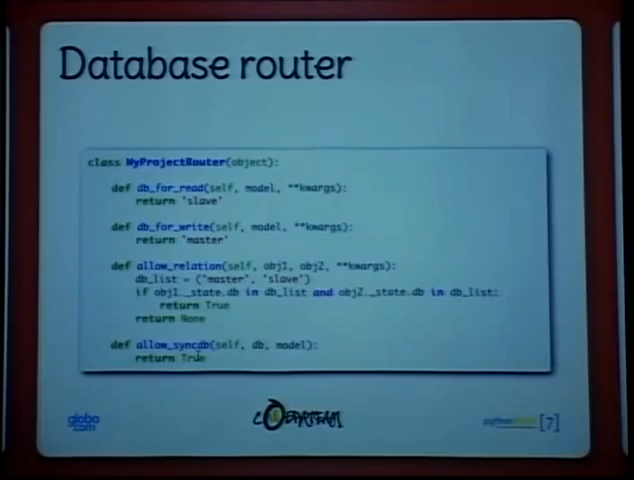 Database router
class MyProjectRouter(object):
def db_for_read(self, model, **kwargs):
return 'slave'
def db_for_write(self, model, **kwargs):
return 'master'
def allow_relation(self, obj1, obj2, **kwargs):
db_list = ('master', 'slave')
if obj1._state.db in db_list and obj2._state.db in db_list:
return True
return None
def allow_syncdb(self, db, model):
return True
globo
.com
python
[7]